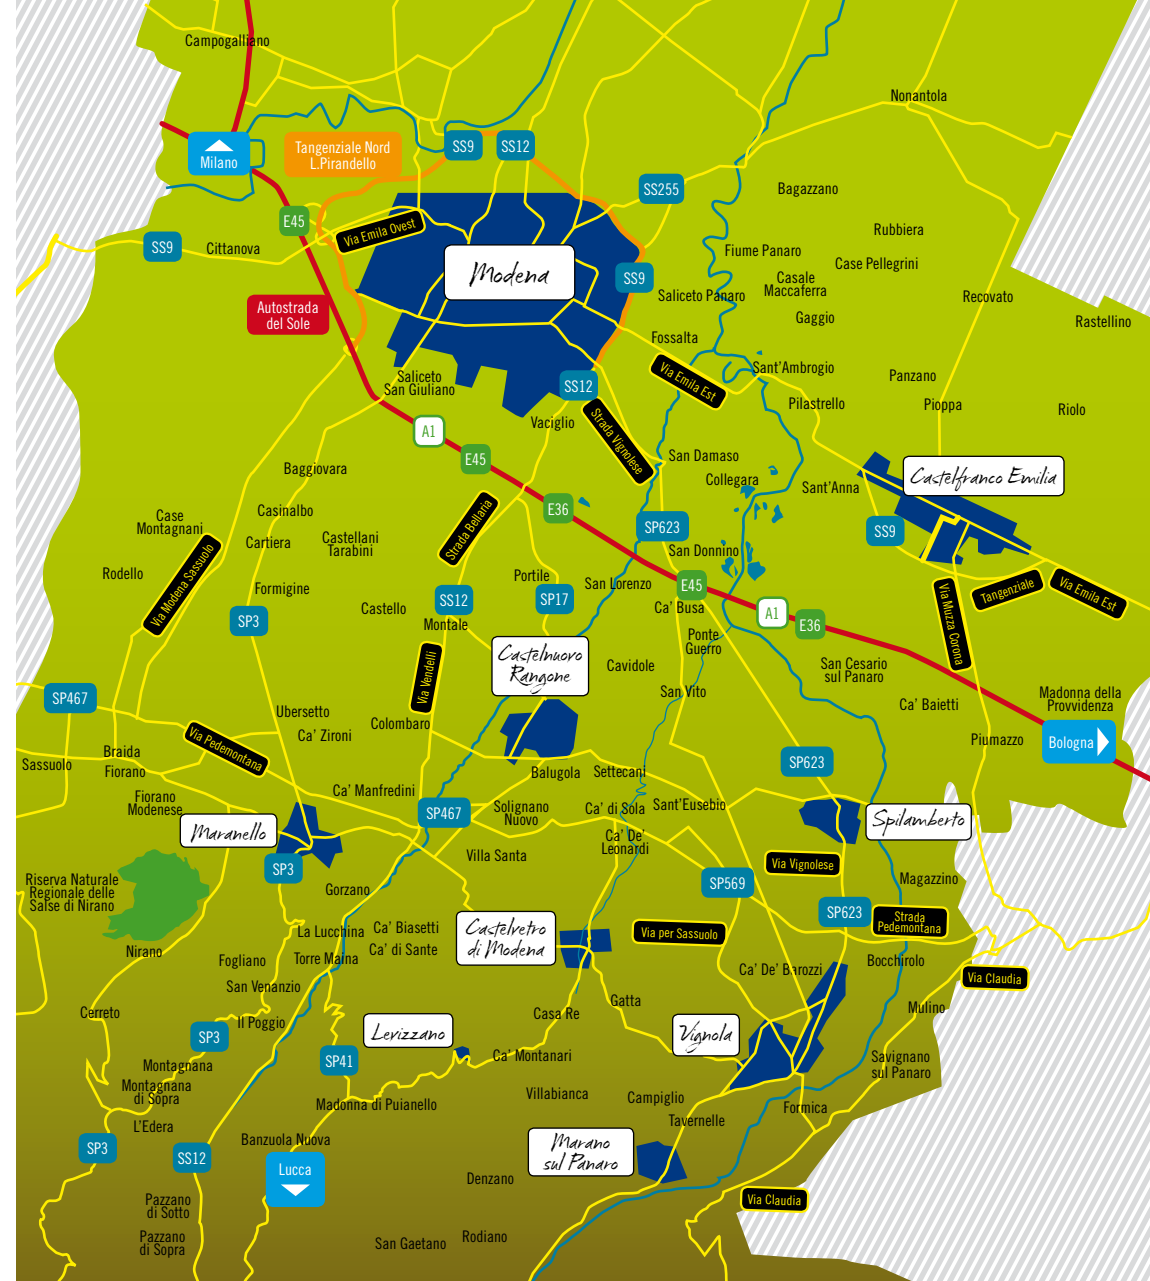 Campogalliano
Nonantola
Milano
Tangenziale Nord
L.Pirandello
SS9
SS12
SS255
Bagazzano
E45
Via Emila Ovest
Rubbiera
SS9
Cittanova
Fiume Panaro
Case Pellegrini
Modena
SS9
Casale
Maccaferra
Saliceto Panaro
Recovato
Autostrada
del Sole
Gaggio
Rastellino
Fossalta
Via Emila Est
Sant'Ambrogio
Saliceto
San Giuliano
SS12
Panzano
Pilastrello
Pioppa
Riolo
A1
Vaciglio
Strada Vignolese
E45
San Damaso
Baggiovara
Collegara
Sant'Anna
Castelfranco Emilia
Case
Montagnani
Casinalbo
E36
SP623
SS9
Strada Bellaria
Cartiera
Castellani
Tarabini
San Donnino
Rodello
Via Modena Sassuolo
Formigine
Portile
San Lorenzo
E45
Tangenziale
Via Emila Est
SP3
Castello
SS12
SP17
Ca' Busa
A1
E36
Via Muzza Corona
Montale
Ponte
Guerro
Castelnuovo
Rangone
Cavidole
San Cesario
sul Panaro
Via Vandelli
SP467
San Vito
Ca' Baietti
Madonna della
Provvidenza
Ubersetto
Colombaro
Ca' Zironi
Via Pedemontana
Piumazzo
Bologna
Braida
Sassuolo
Fiorano
Balugola
Settecani
SP623
Ca' Manfredini
Fiorano
Modenese
SP467
Solignano
Nuovo
Ca' di Sola
Sant'Eusebio
Maranello
Spilamberto
Ca' De'
Leonardi
Villa Santa
SP3
Via Vignolese
Riserva Naturale
Regionale delle
Salse di Nirano
Gorzano
SP569
Magazzino
SP623
Strada
Pedemontana
La Lucchina
Ca' Biasetti
Castelvetro
di Modena
Via per Sassuolo
Nirano
Ca' di Sante
Fogliano
Torre Maina
Ca' De' Barozzi
Bocchirolo
San Venanzio
Via Claudia
Cerreto
Gatta
Mulino
Il Poggio
Casa Re
SP3
Levizzano
Vignola
Montagnana
SP41
Ca' Montanari
Savignano
sul Panaro
Montagnana
di Sopra
Madonna di Puianello
Villabianca
Campiglio
Formica
L'Edera
Tavernelle
SP3
SS12
Banzuola Nuova
Marano
sul Panaro
Lucca
Denzano
Pazzano
di Sotto
Via Claudia
Pazzano
di Sopra
San Gaetano
Rodiano